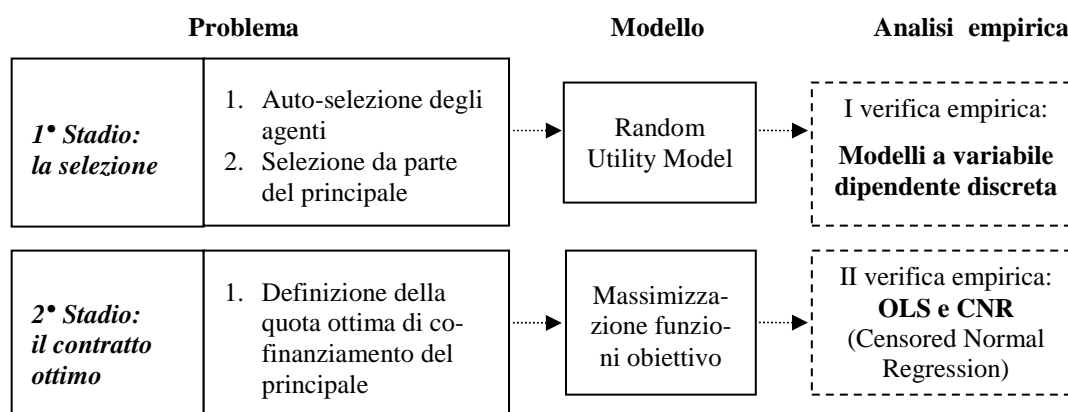 Problema
Modello
Analisi empirica
1• Stadio:
la selezione
1. Auto-selezione degli
agenti
2. Selezione da parte
del principale
Random
Utility Model
I verifica empirica:
Modelli a variabile
dipendente discreta
2• Stadio:
il contratto
ottimo
1. Definizione della
quota ottima di co-
finanziamento del
principale
Massimizza-
zione funzio-
ni obiettivo
II verifica empirica:
OLS e CNR
(Censored Normal
Regression)